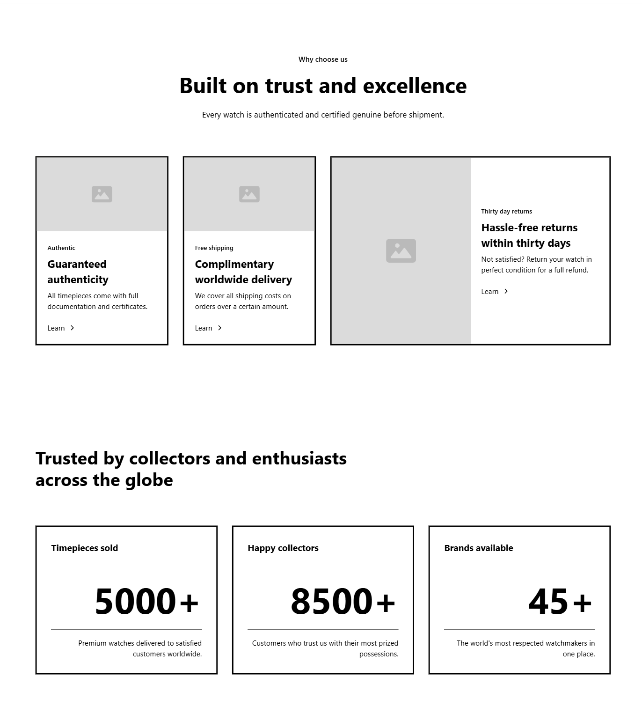 Why choose us
Built on trust and excellence
Every watch is authenticated and certified genuine before shipment.
Authentic
Guaranteed
authenticity
All timepieces come with full
documentation and certificates.
Learn
Free shipping
Complimentary
worldwide delivery
We cover all shipping costs on
orders over a certain amount.
Learn
Thirty day returns
Hassle-free returns
within thirty days
Not satisfied? Return your watch in
perfect condition for a full refund.
Learn
Trusted by collectors and enthusiasts
across the globe
Timepieces sold
5000+
Premium watches delivered to satisfied
customers worldwide.
Happy collectors
8500+
Customers who trust us with their most prized
possessions.
Brands available
45+
The world's most respected watchmakers in
one place.